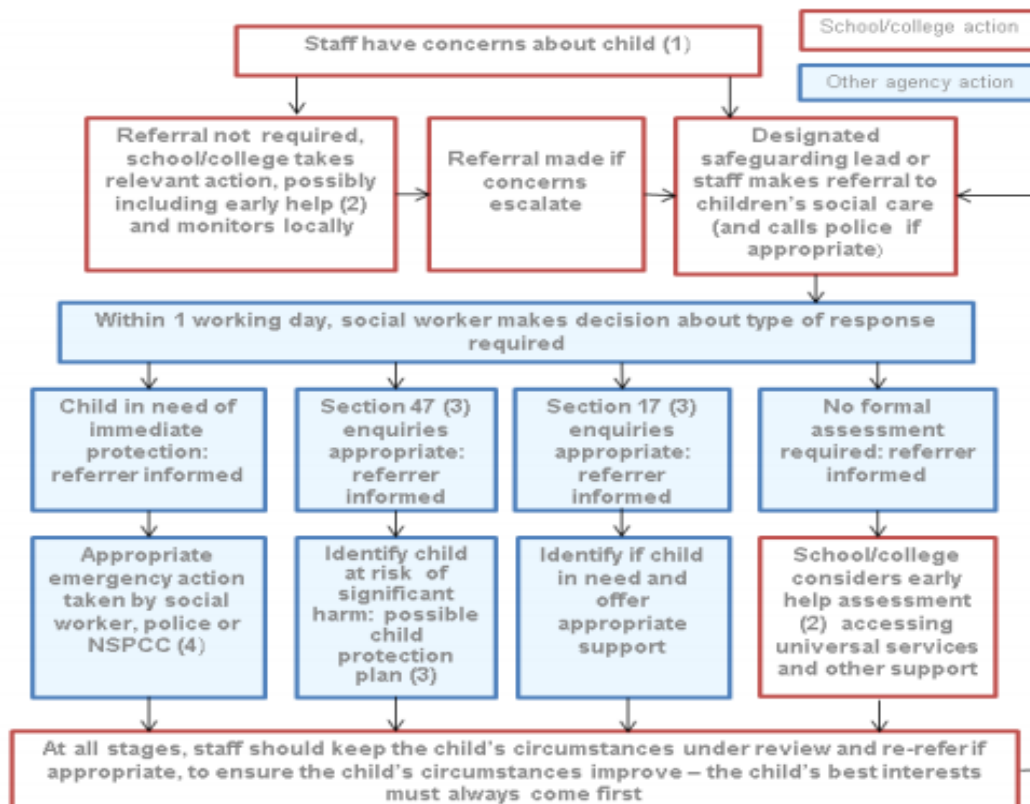 School/college action
Other agency action
Staff have concerns about child (1)
Referral not required,
school/college takes
relevant action, possibly
including early help (2)
and monitors locally
Referral made if
concerns
escalate
Designated
safeguarding lead or
staff makes referral to
children's social care
(and calls police if
appropriate)
Within 1 working day, social worker makes decision about type of response
required
Child in need of
immediate
protection:
referrer informed
Section 47 (3)
enquiries
appropriate:
referrer
informed
Section 17 (3)
enquiries
appropriate:
referrer
informed
No formal
assessment
required: referrer
informed
Appropriate
emergency action
taken by social
worker, police or
NSPCC (4)
Identify child
at risk of
significant
harm: possible
child
protection
plan (3)
Identify if child
in need and
offer
appropriate
support
School/college
considers early
help assessment
(2) accessing
universal services
and other support
At all stages, staff should keep the child's circumstances under review and re-refer if
appropriate, to ensure the child's circumstances improve – the child's best interests
must always come first